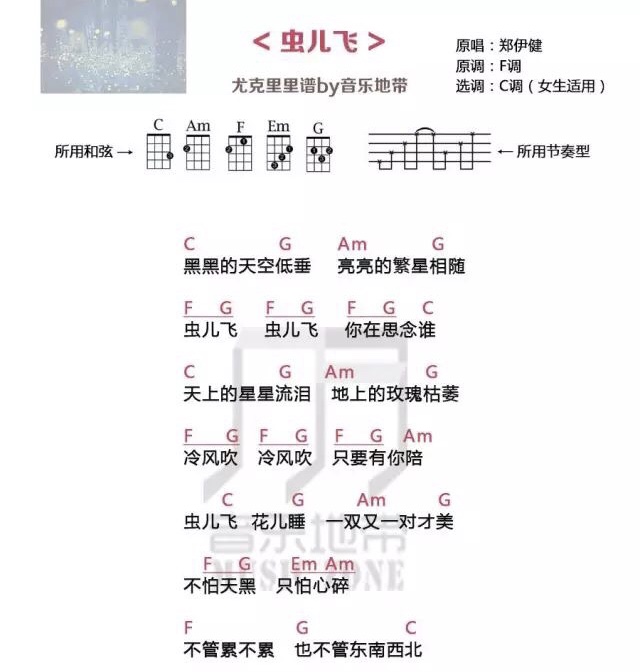 < 虫儿飞 >
尤克里里谱by音乐地带
原唱：郑伊健
原调：F调
选调：C调（女生适用）
C Am F Em G
所用和弦→ ←所用节奏型
C G Am G
黑黑的天空低垂 亮亮的繁星相随
F G F G F G C
虫儿飞 虫儿飞 你在思念谁
C G Am G
天上的星星流泪 地上的玫瑰枯萎
F G F G F G Am
冷风吹 冷风吹 只要有你陪
C G Am G
虫儿飞 花儿睡 一双又一对才美
F G Em Am
不怕天黑 只怕心碎
F G C
不管累不累 也不管东南西北
音乐地带
MUSIC ZONE